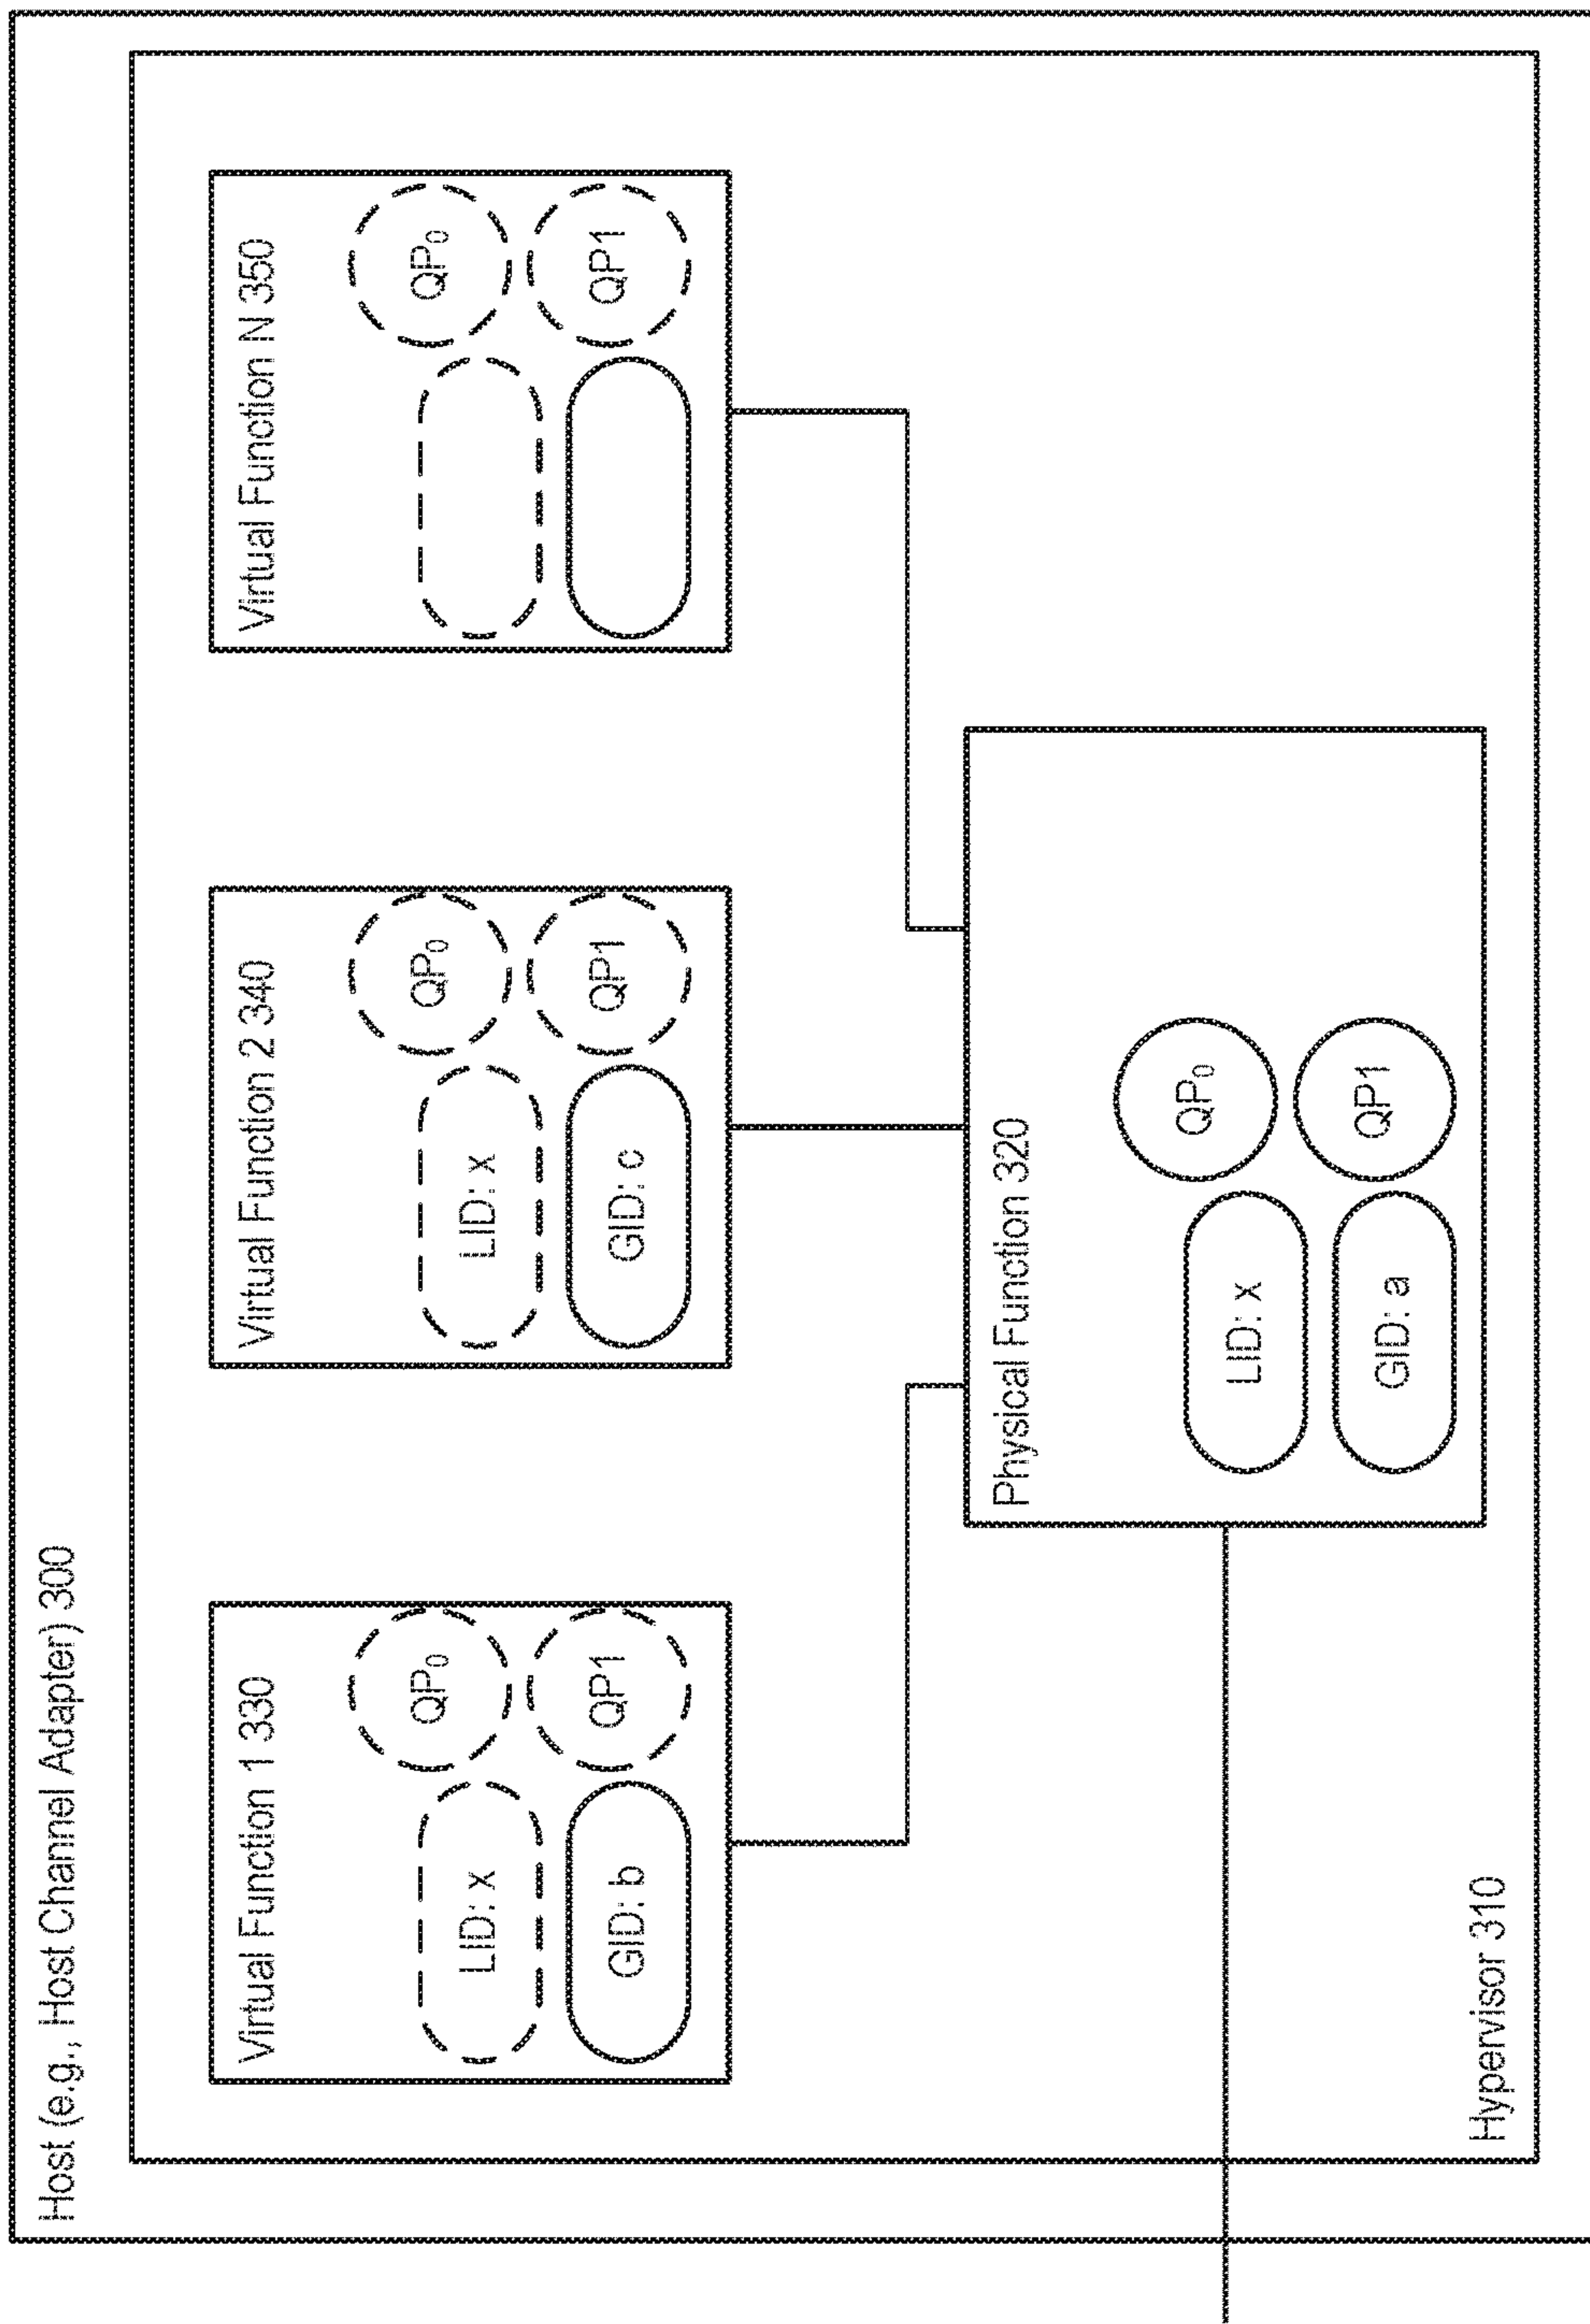 Host (e.g., Host Channel Adapter) 300
Virtual Function 1 330
LID: x
QP₀
GID: b
QP1
Virtual Function 2 340
LID: x
QP₀
GID: c
QP1
Virtual Function N 350
QP₀
QP1
Physical Function 320
LID: x
QP₀
GID: a
QP1
Hypervisor 310